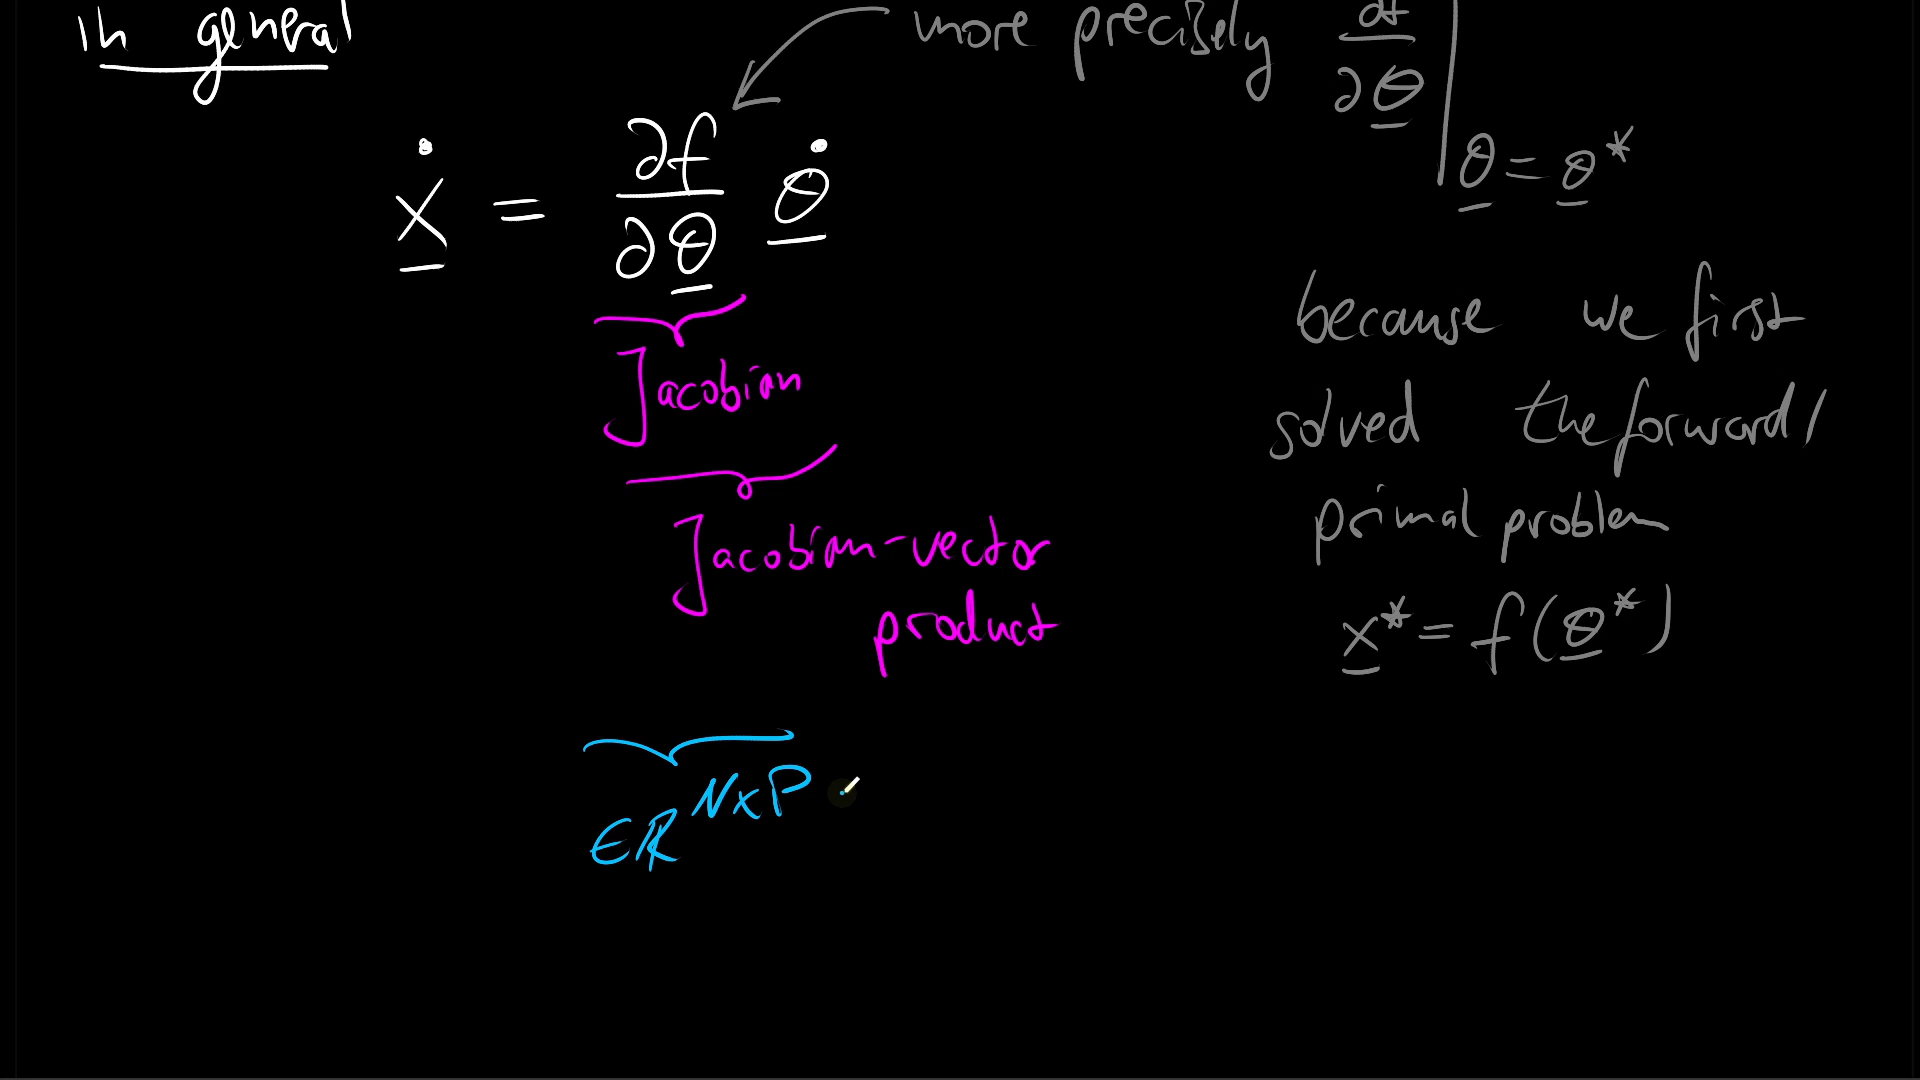 in general
more precisely ∂f/∂θ | θ = θ*
ẋ = ∂f/∂θ θ̇
Jacobian
Jacobian-vector
product
∈ℝ^N×P
because we first
solved the forward/
primal problem
x* = f(θ*)